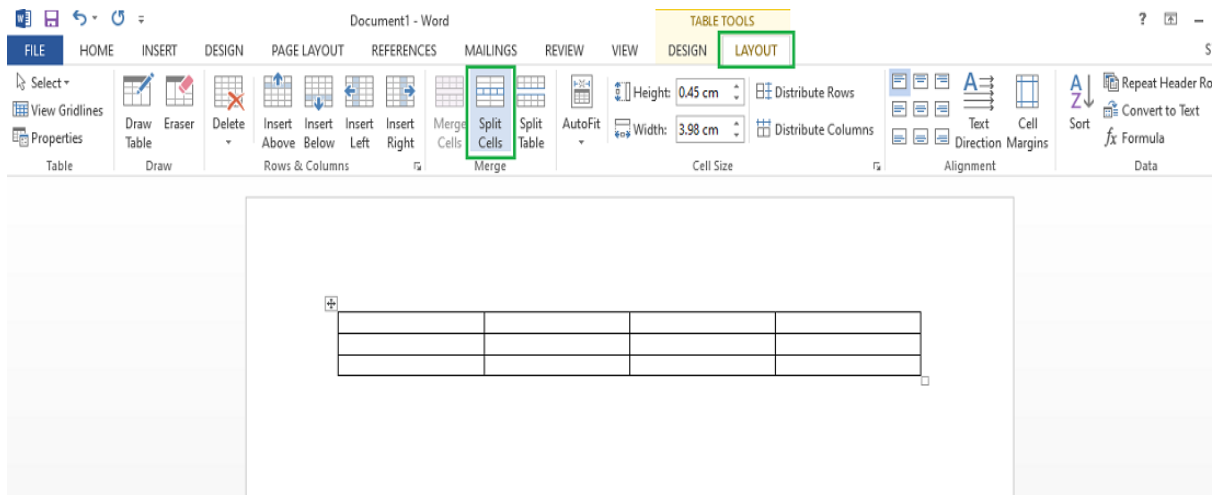 Document1 - Word
TABLE TOOLS
?
FILE HOME INSERT DESIGN PAGE LAYOUT REFERENCES MAILINGS REVIEW VIEW DESIGN LAYOUT S
Select View Gridlines Properties
Draw Table Eraser
Delete
Insert Above Insert Below Insert Left Insert Right
Merge Cells Split Cells Split Table
AutoFit
Height: 0.45 cm Distribute Rows
Width: 3.98 cm Distribute Columns
A Text Direction Cell Margins
A Z Sort
Repeat Header Ro
Convert to Text
fx Formula
Table Draw Rows & Columns Merge Cell Size Alignment Data